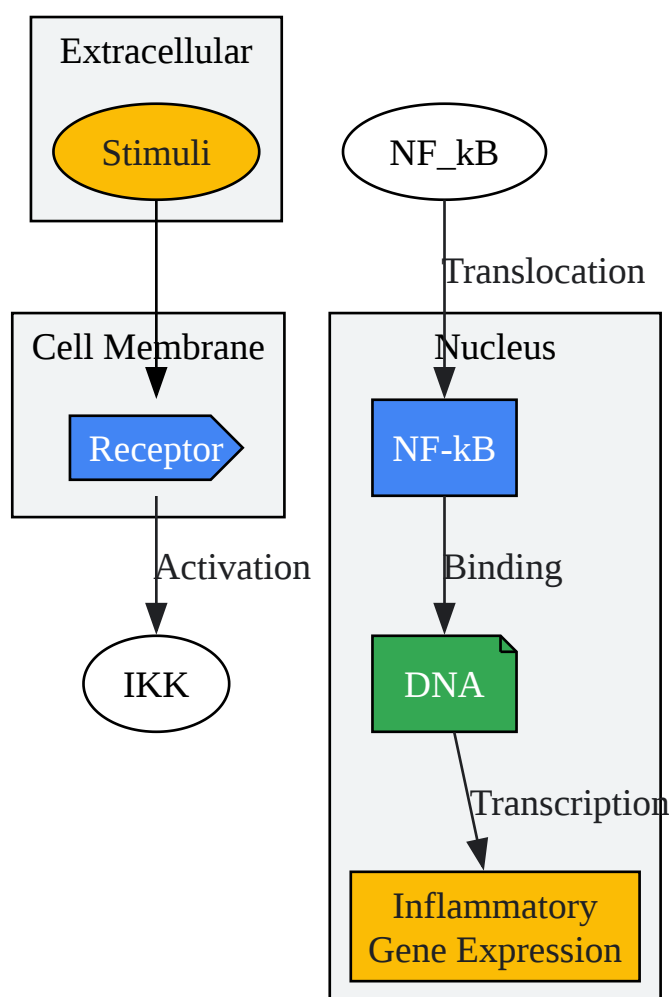 Extracellular
Stimuli
Cell Membrane
Receptor
Activation
IKK
NF_kB
Translocation
Nucleus
NF-kB
Binding
DNA
Transcription
Inflammatory
Gene Expression